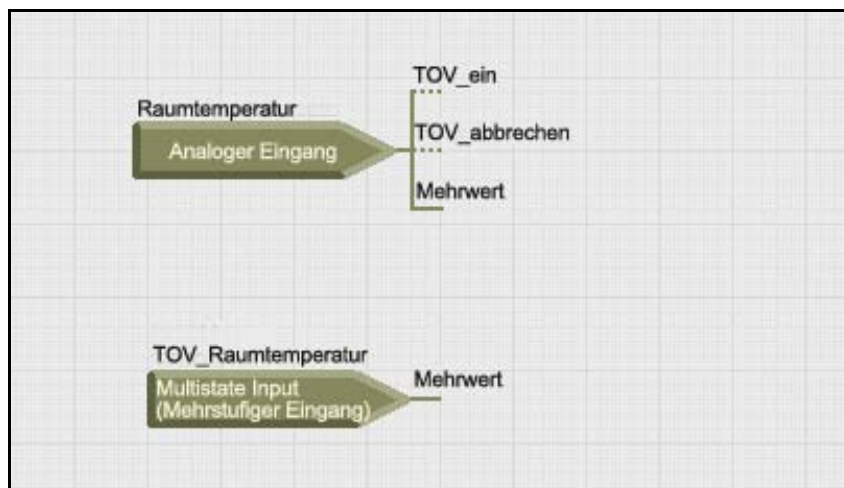 TOV_ein
Raumtemperatur
TOV_abbrechen
Analoger Eingang
Mehrwert
TOV_Raumtemperatur
Mehrwert
Multistate Input
(Mehrstufiger Eingang)